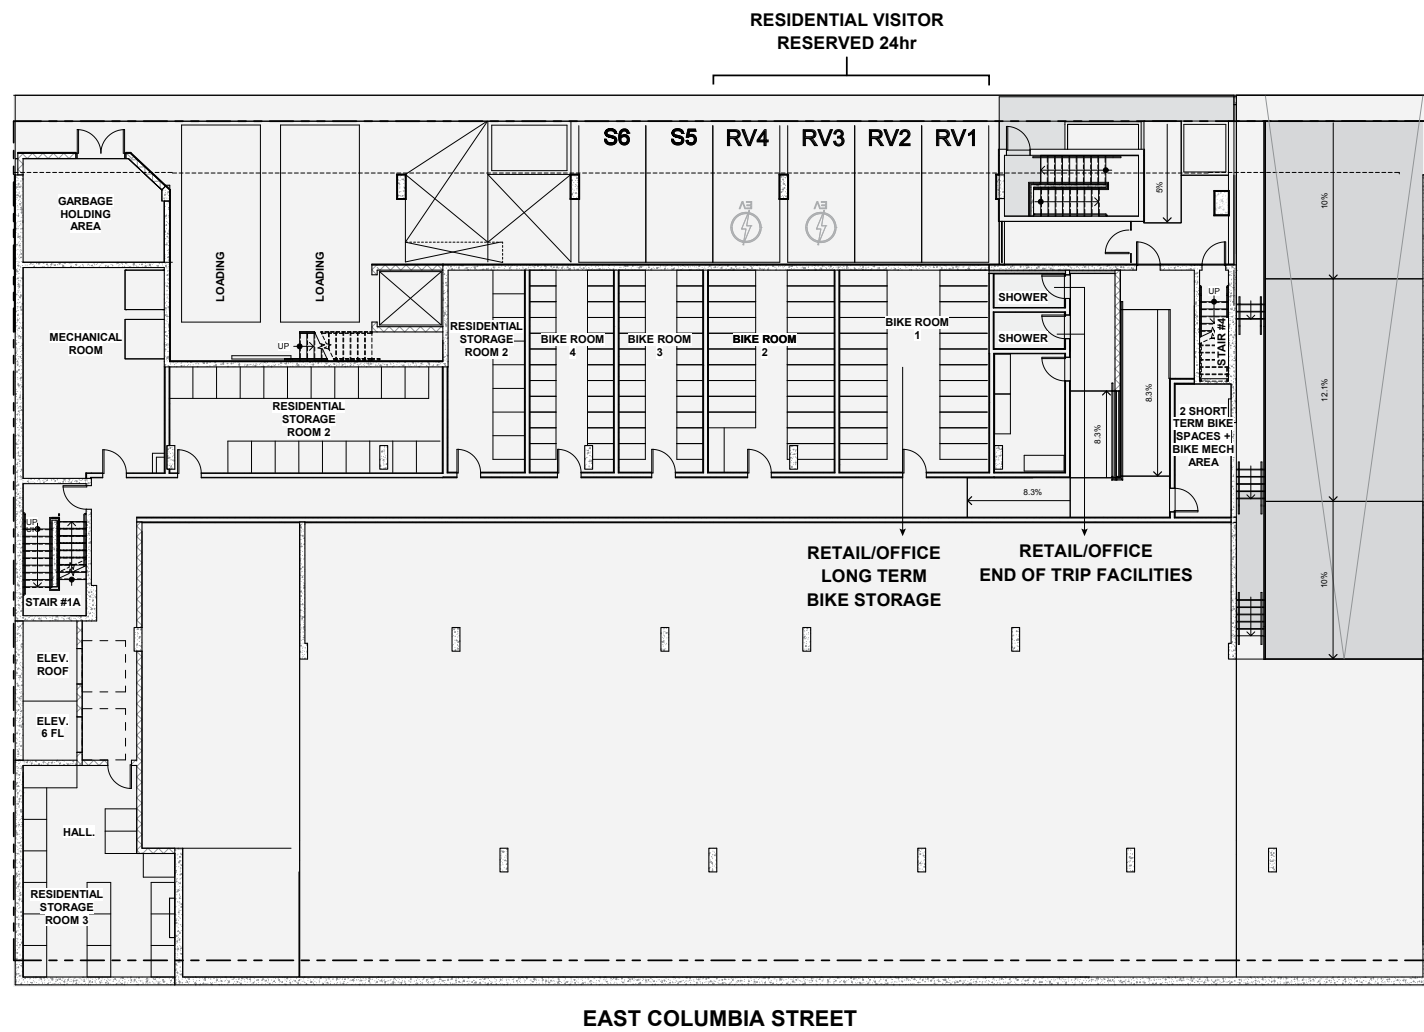 RESIDENTIAL VISITOR
RESERVED 24hr
S6
S5
RV4
RV3
RV2
RV1
EV
EV
5%
10%
GARBAGE
HOLDING
AREA
LOADING
LOADING
MECHANICAL
ROOM
UP
RESIDENTIAL
STORAGE
ROOM 2
RESIDENTIAL
STORAGE
ROOM 2
BIKE ROOM
4
BIKE ROOM
3
BIKE ROOM
2
BIKE ROOM
1
SHOWER
SHOWER
UP
STAIR #4
8.3%
8.3%
12.1%
2 SHORT
TERM BIKE
SPACES +
BIKE MECH
AREA
8.3%
UP
STAIR #1A
RETAIL/OFFICE
LONG TERM
BIKE STORAGE
RETAIL/OFFICE
END OF TRIP FACILITIES
10%
ELEV.
ROOF
ELEV.
6 FL
HALL.
RESIDENTIAL
STORAGE
ROOM 3
EAST COLUMBIA STREET